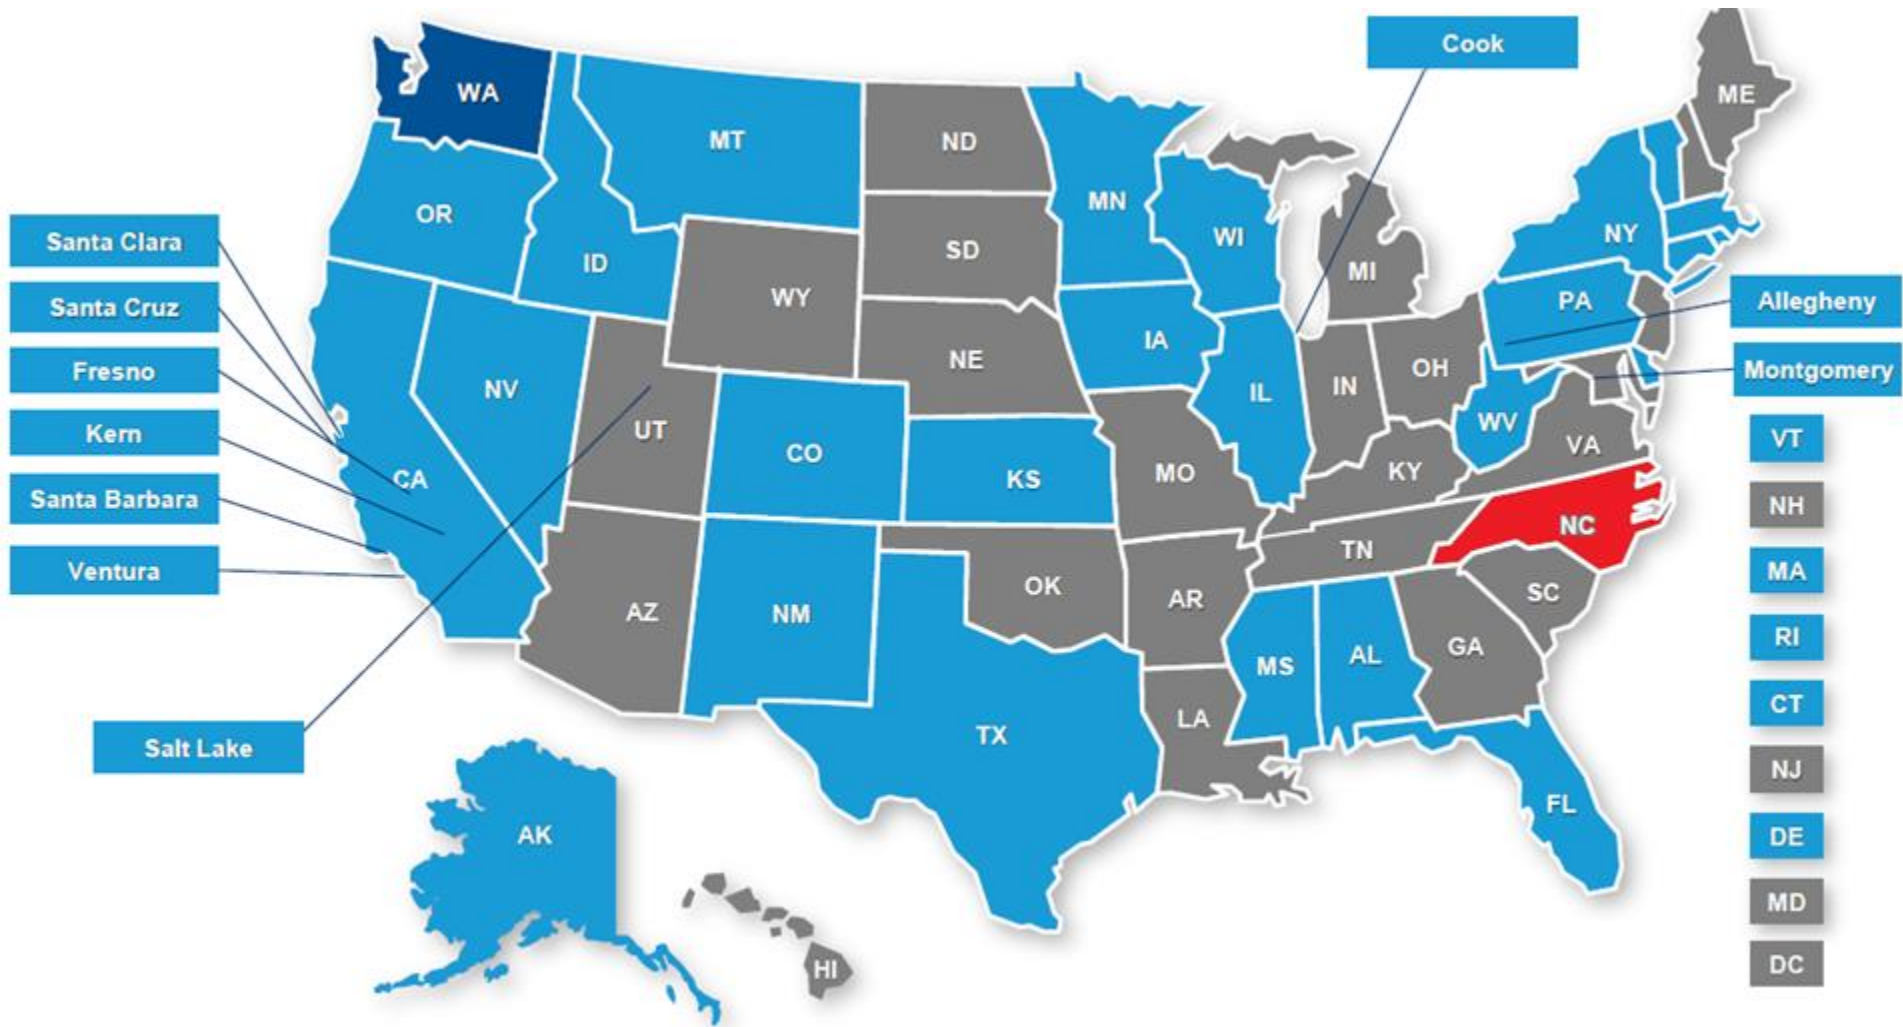 Cook
WA
ME
MT
ND
MN
OR
NY
WI
Santa Clara
SD
ID
MI
WY
PA
Allegheny
Santa Cruz
IA
NE
OH
Montgomery
Fresno
NV
IN
IL
WV
Kern
UT
VT
VA
CO
KY
MO
CA
KS
Santa Barbara
NH
NC
TN
Ventura
MA
OK
SC
AR
AZ
NM
RI
GA
AL
MS
CT
LA
TX
Salt Lake
NJ
FL
AK
DE
MD
DC
HI